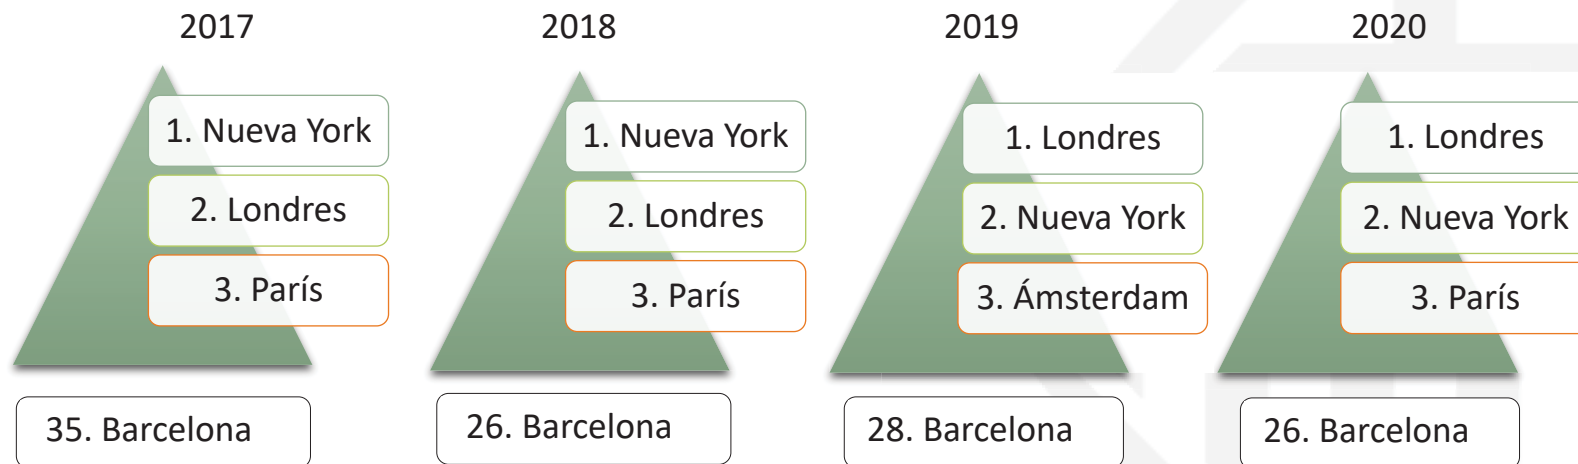 2017
1. Nueva York
2. Londres
3. París
35. Barcelona
2018
1. Nueva York
2. Londres
3. París
26. Barcelona
2019
1. Londres
2. Nueva York
3. Ámsterdam
28. Barcelona
2020
1. Londres
2. Nueva York
3. París
26. Barcelona